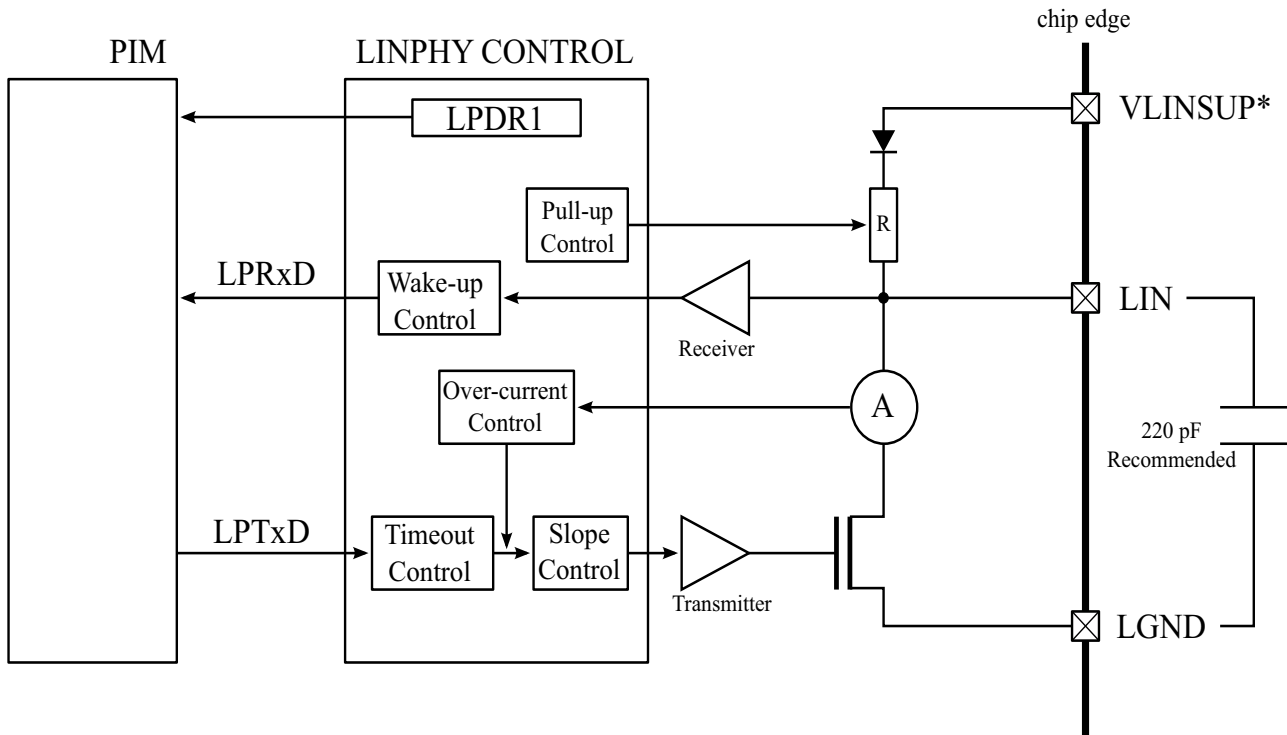 chip edge
PIM
LINPHY CONTROL
VLINSUP*
LPDR1
Pull-up
Control
R
LPRxD
Wake-up
Control
Receiver
LIN
Over-current
Control
A
220 pF
Recommended
LPTxD
Timeout
Control
Slope
Control
Transmitter
LGND